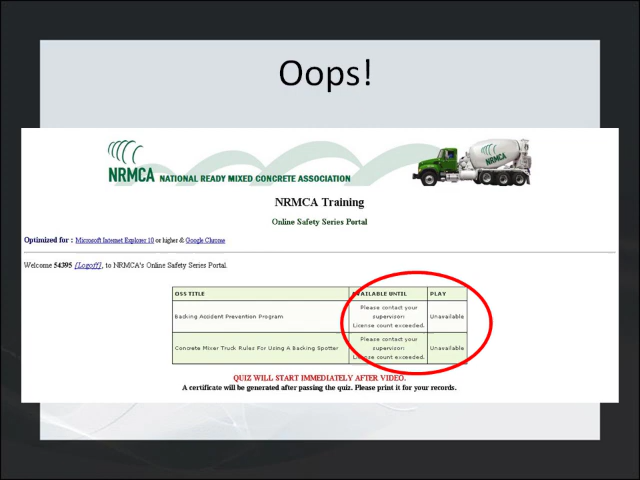 Oops!
NRMCA NATIONAL READY MIXED CONCRETE ASSOCIATION
NRMCA
NRMCA Training
Online Safety Series Portal
Optimized for : Microsoft Internet Explorer 10 or higher & Google Chrome
Welcome 54395 [Logoff], to NRMCA's Online Safety Series Portal.
OSS TITLE AVAILABLE UNTIL PLAY
Backing Accident Prevention Program Please contact your supervisor: License count exceeded. Unavailable
Concrete Mixer Truck Rules For Using A Backing Spotter Please contact your supervisor: License count exceeded. Unavailable
QUIZ WILL START IMMEDIATELY AFTER VIDEO.
A certificate will be generated after passing the quiz. Please print it for your records.